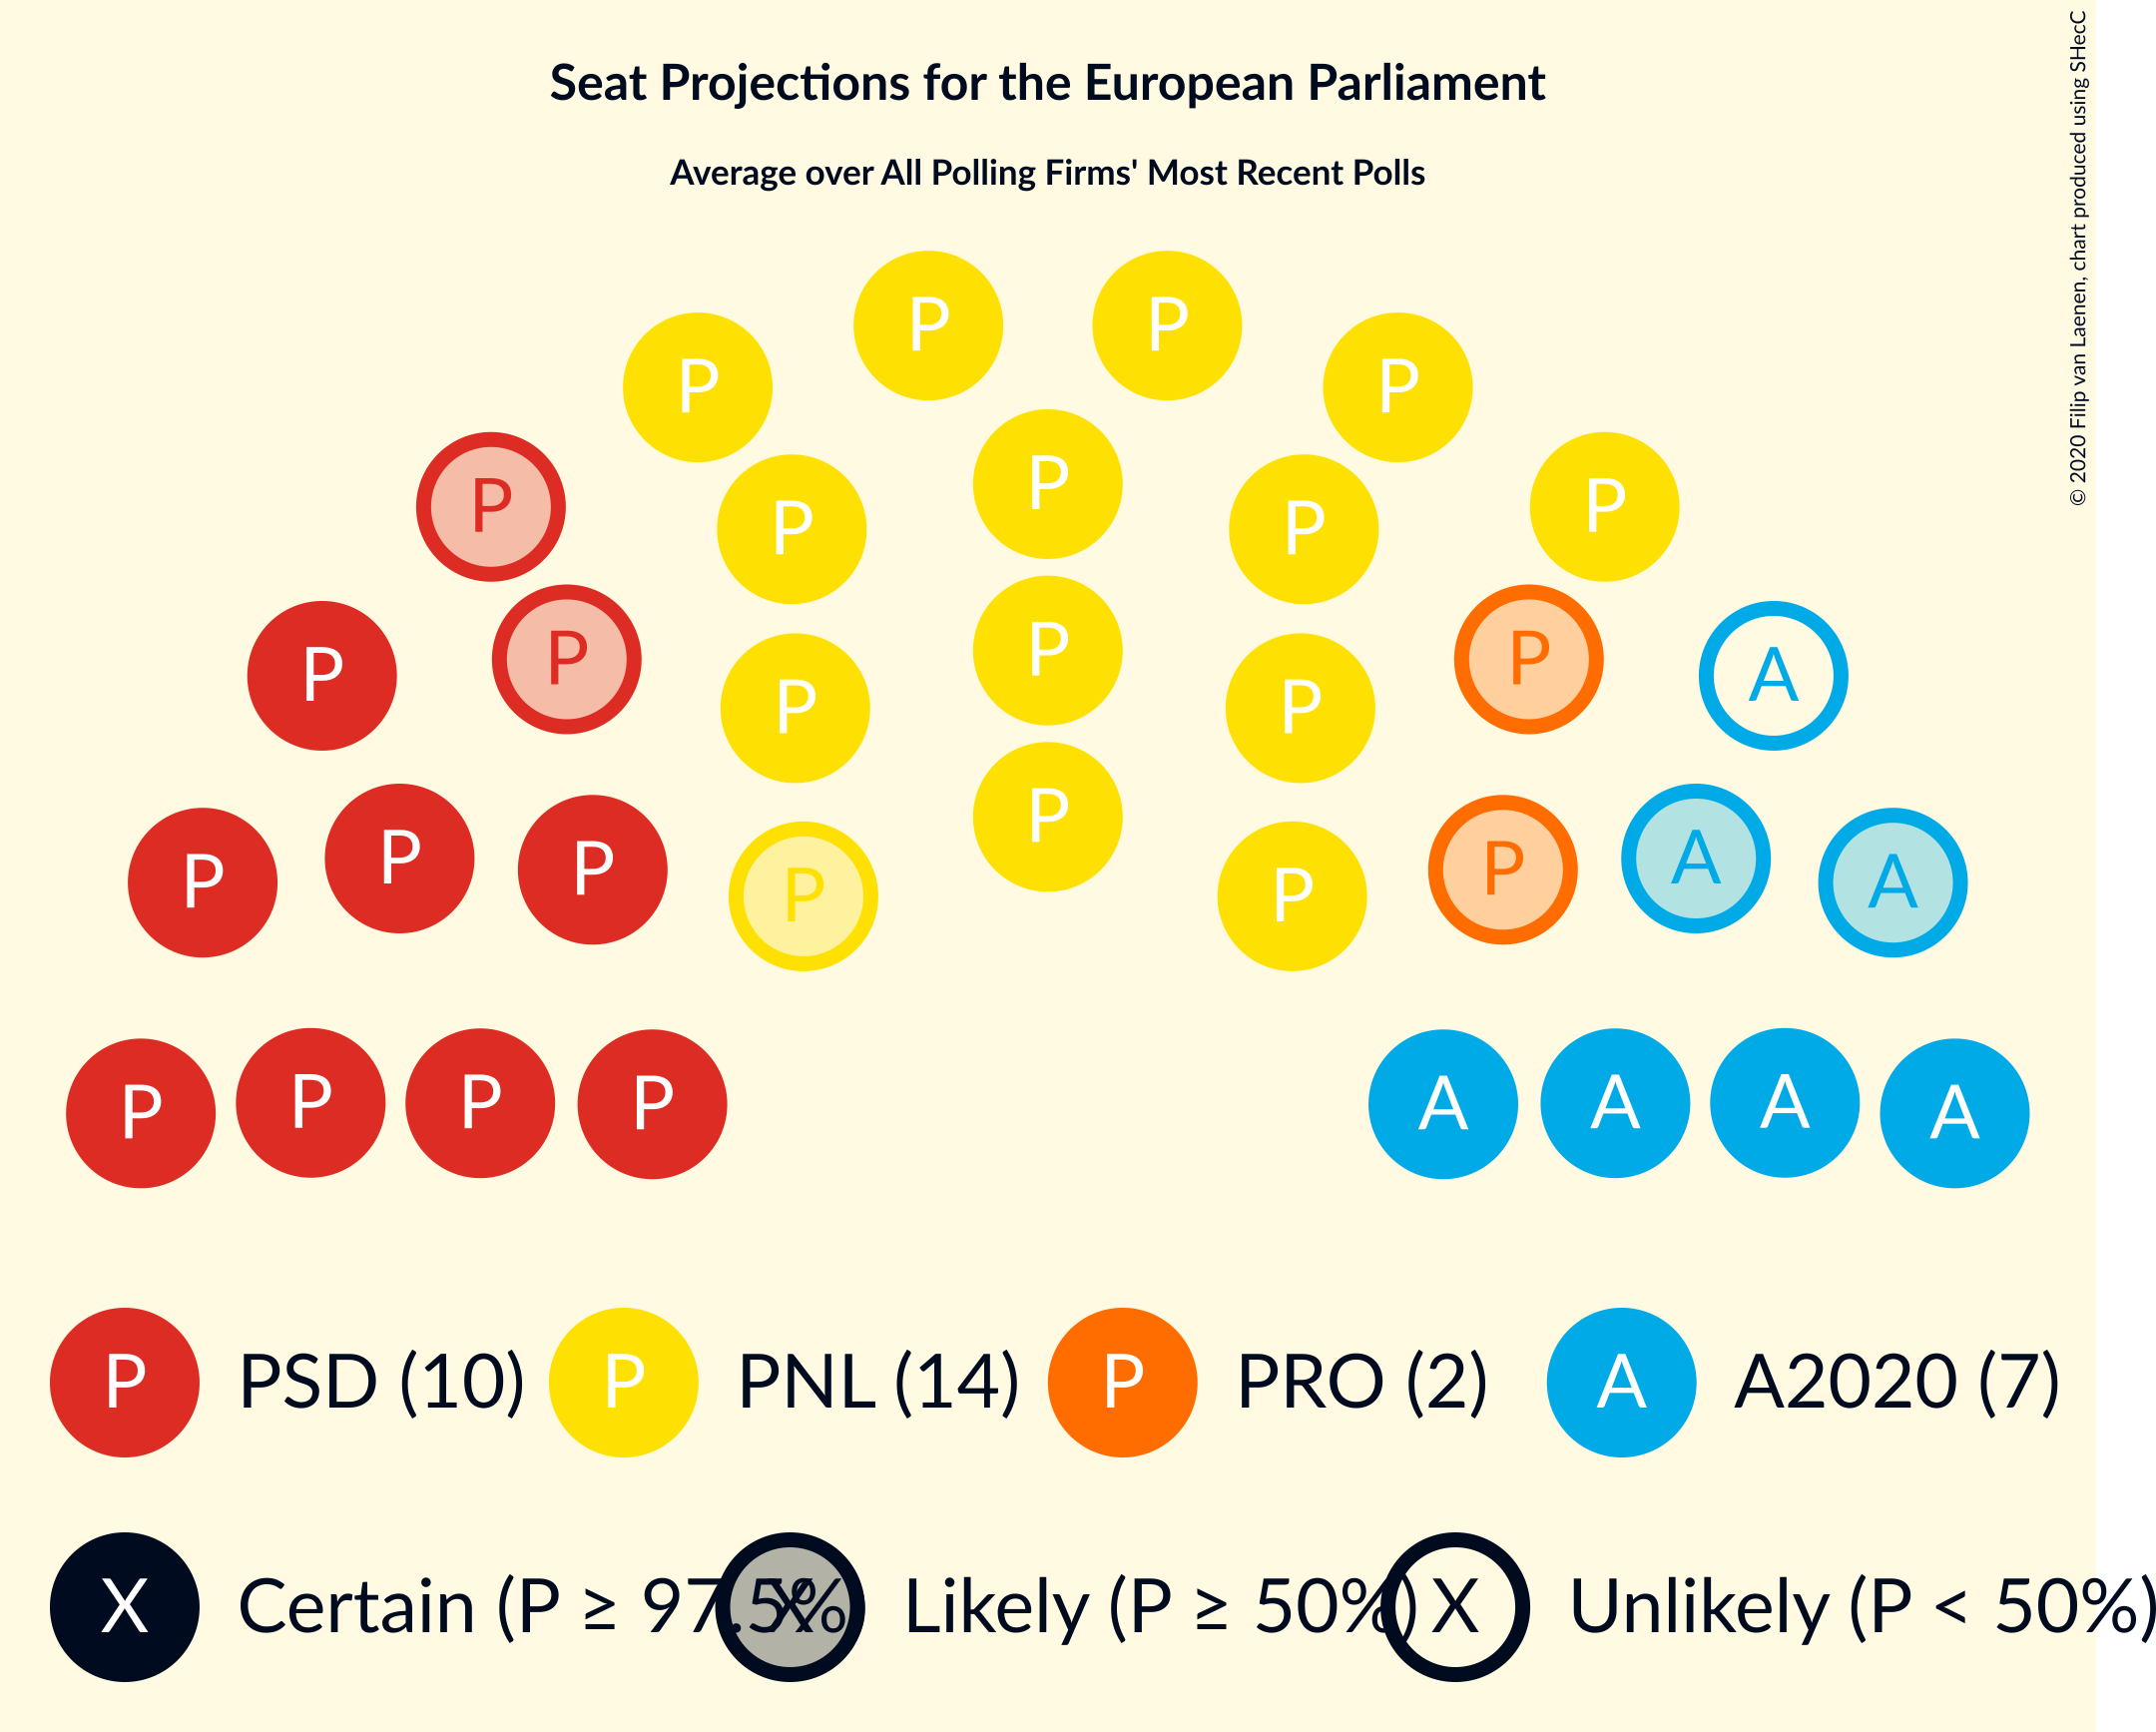 Seat Projections for the European Parliament
Average over All Polling Firms' Most Recent Polls
© 2020 Filip van Laenen, chart produced using SHecC
P P
P P
P
P P P P
P
P P P A
P P P
P P P P A A
P P P P
P P P P A A A A
P PSD (10) P PNL (14) P PRO (2) A A2020 (7)
X Certain (P ≥ 97.5% X Likely (P ≥ 50%) X Unlikely (P < 50%)